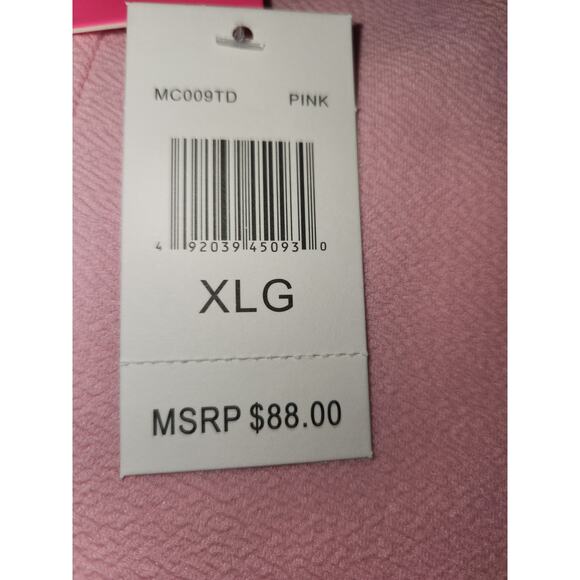 MC009TD PINK
4 92039 45093 0
XLG
MSRP $88.00